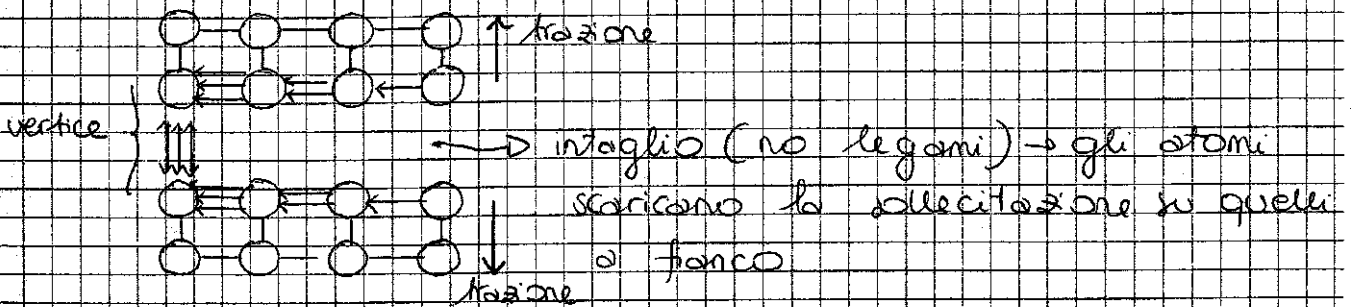 trazione
vertice
intaglio (no legami) → gli atomi
scaricano la sollecitazione su quelli
a fianco
trazione